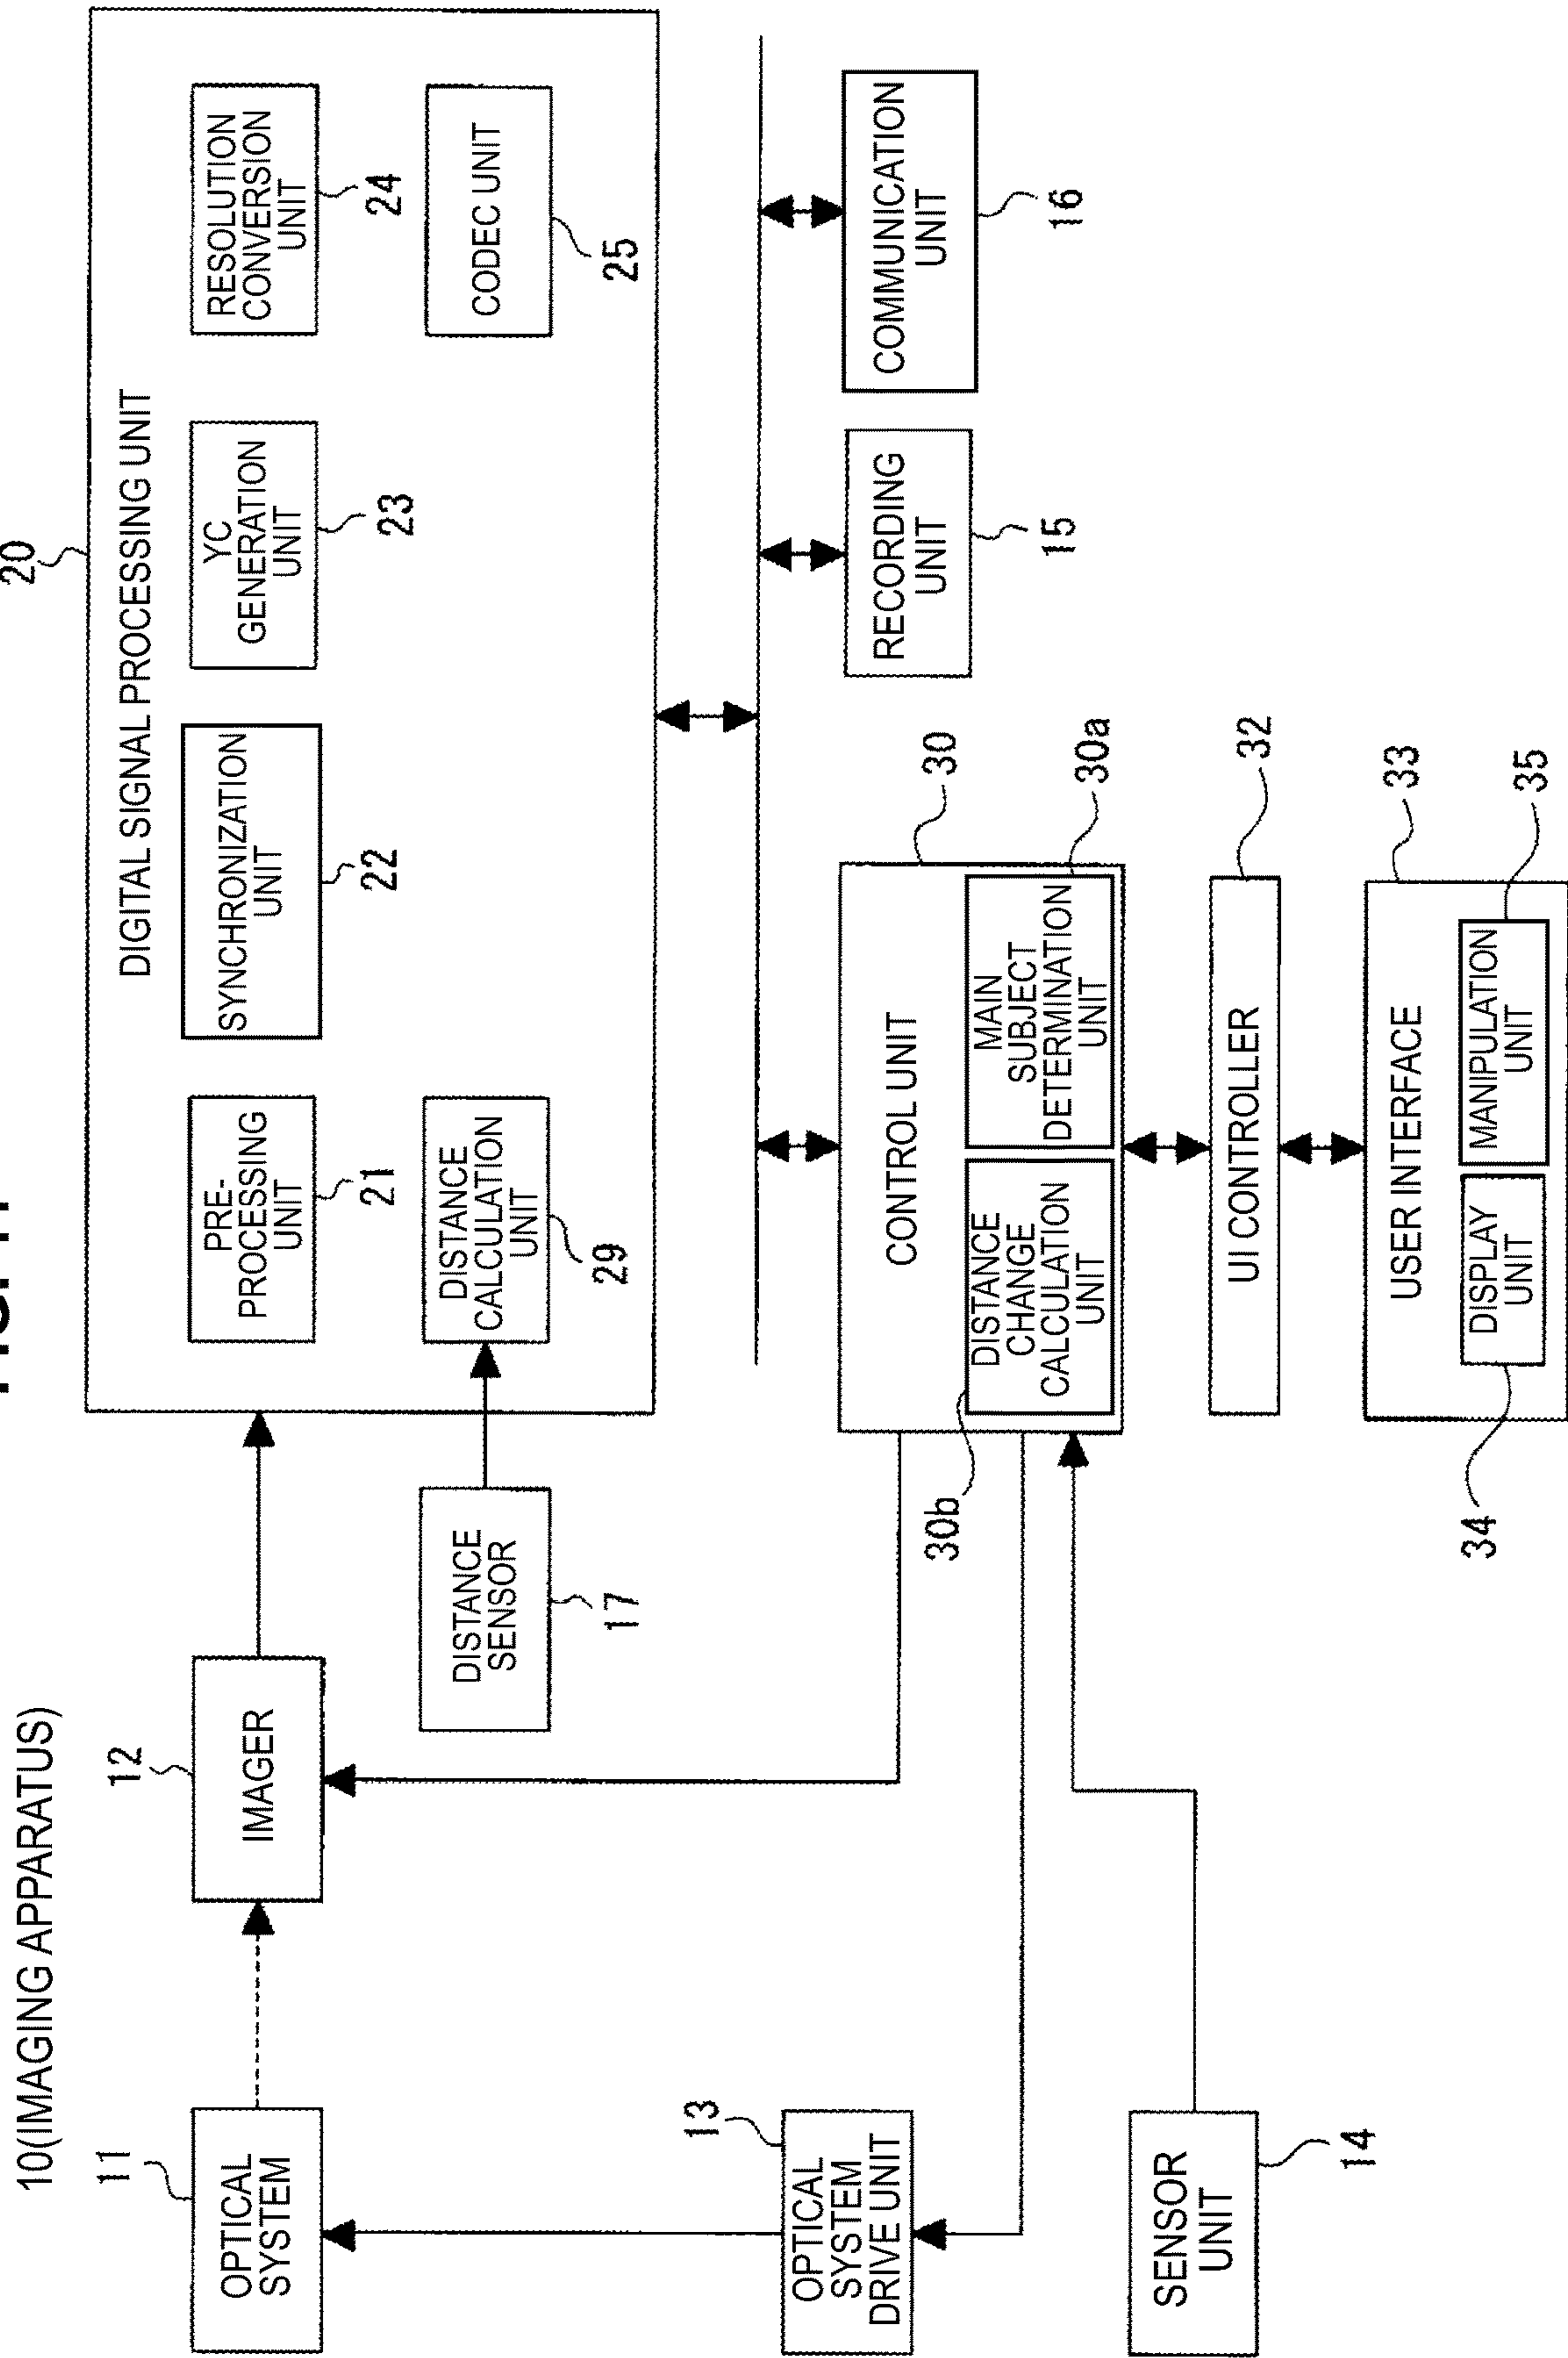 10(IMAGING APPARATUS)
11
OPTICAL
SYSTEM
12
IMAGER
20
DIGITAL SIGNAL PROCESSING UNIT
PRE-
PROCESSING
UNIT
21
SYNCHRONIZATION
UNIT
22
YC
GENERATION
UNIT
23
RESOLUTION
CONVERSION
UNIT
24
DISTANCE
SENSOR
17
DISTANCE
CALCULATION
UNIT
29
CODEC UNIT
25
13
OPTICAL
SYSTEM
DRIVE UNIT
CONTROL UNIT
30
30b
DISTANCE
CHANGE
CALCULATION
UNIT
MAIN
SUBJECT
DETERMINATION
UNIT
30a
RECORDING
UNIT
15
COMMUNICATION
UNIT
16
SENSOR
UNIT
14
UI CONTROLLER
32
USER INTERFACE
33
34
DISPLAY
UNIT
MANIPULATION
UNIT
35